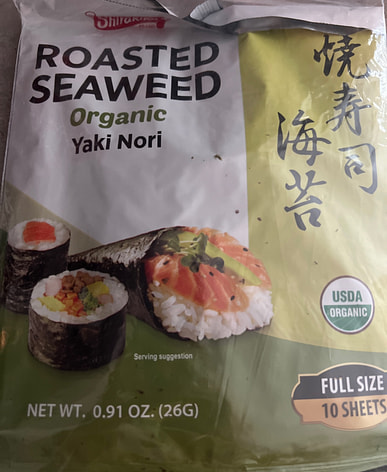 ROASTED
SEAWEED
Organic
Yaki Nori
焼寿司
海苔
USDA
ORGANIC
Serving suggestion
FULL SIZE
10 SHEETS
NET WT. 0.91 OZ. (26G)